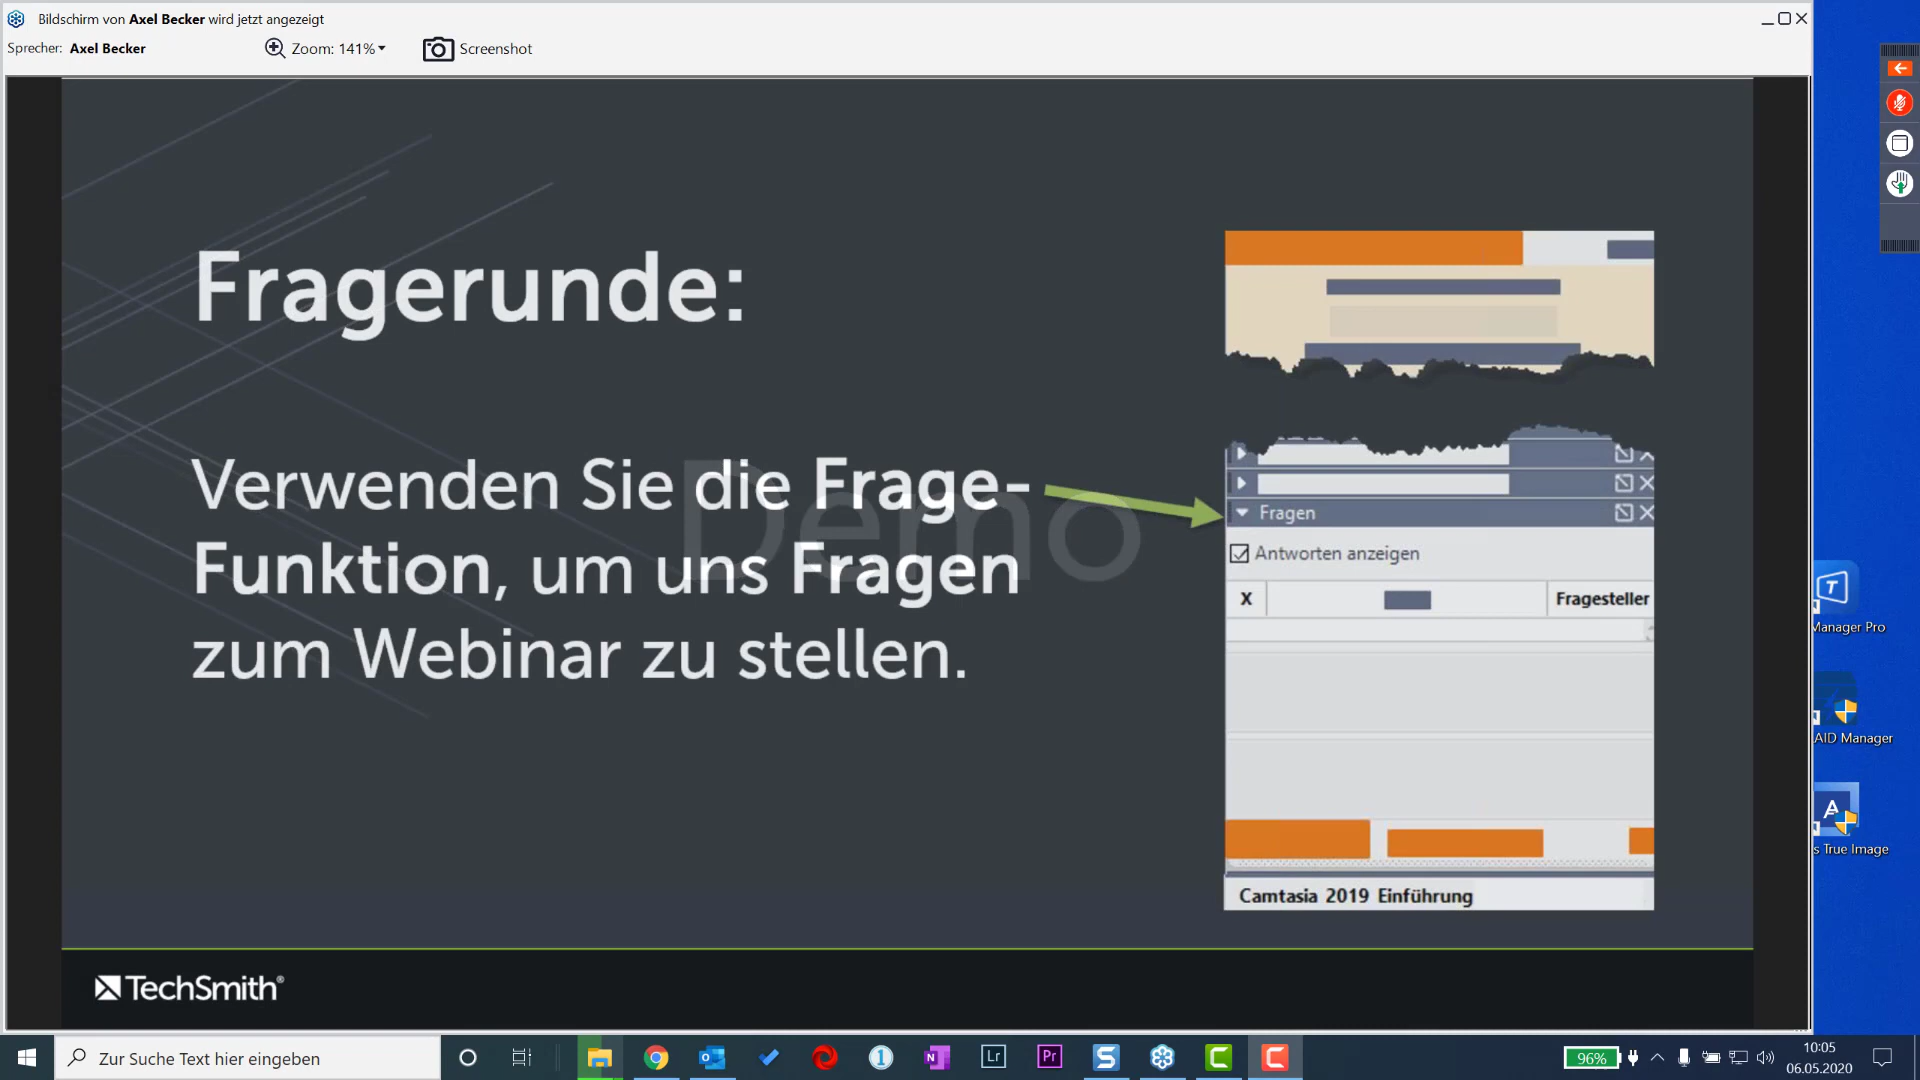 Bildschirm von Axel Becker wird jetzt angezeigt
Sprecher: Axel Becker
Zoom: 141%
Screenshot
Fragerunde:
Verwenden Sie die Frage-
Funktion, um uns Fragen
zum Webinar zu stellen.
Demo
Fragen
Antworten anzeigen
X
Fragesteller
Camtasia 2019 Einführung
TechSmith®
Manager Pro
AID Manager
s True Image
Zur Suche Text hier eingeben
Lr
Pr
96%
10:05
06.05.2020